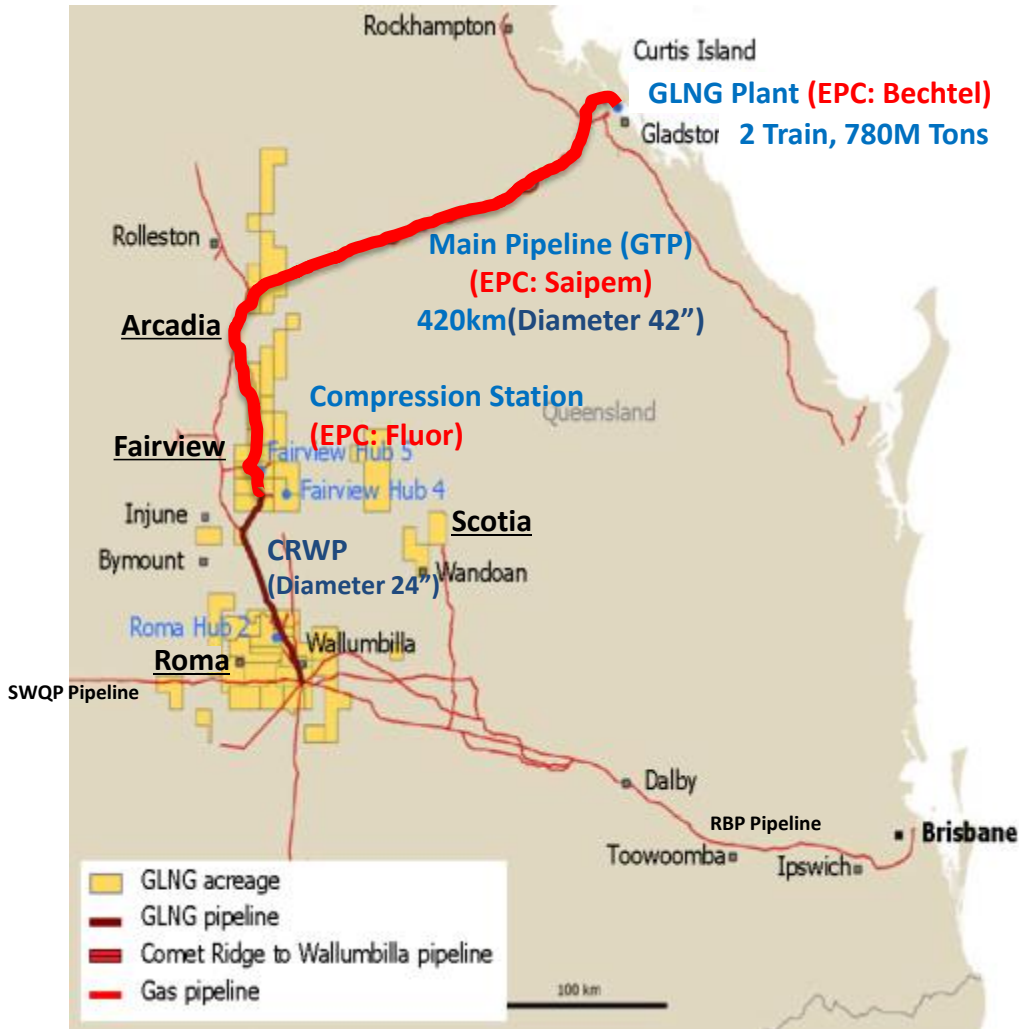 Rockhampton
Curtis Island
GLNG Plant (EPC: Bechtel)
Gladstor
2 Train, 780M Tons
Rolleston
Main Pipeline (GTP)
(EPC: Saipem)
420km(Diameter 42”)
Arcadia
Compression Station
(EPC: Fluor)
Queensland
Fairview
Fairview Hub 5
Fairview Hub 4
Injune
Scotia
Bymount
CRWP
(Diameter 24”)
Wandoan
Roma Hub 2
Wallumbilla
Roma
SWQP Pipeline
Dalby
RBP Pipeline
Brisbane
Toowoomba
Ipswich
GLNG acreage
GLNG pipeline
Comet Ridge to Wallumbilla pipeline
Gas pipeline
100 km